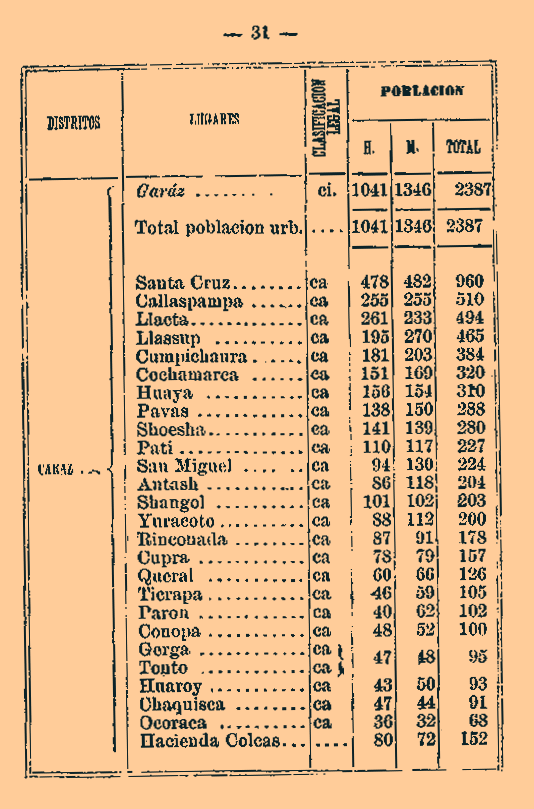 — 31 —
DISTRITOS LUGARES CLASIFICACION LEGAL POBLACION
H. M. TOTAL
Caráz ........ ci. 1041 1346 2387
Total poblacion urb. .... 1041 1346 2387
Santa Cruz........ ca 478 482 960
Callaspampa ...... ca 255 255 510
Llacta........... ca 261 233 494
Llassup ......... ca 195 270 465
Cumpichaura ..... ca 181 203 384
Cochamarca ...... ca 151 169 320
Huaya .......... ca 156 154 310
Pavas .......... ca 138 150 288
Shoesha......... ca 141 139 280
Pati ........... ca 110 117 227
CARAZ ... San Miguel .... .. ca 94 130 224
Antash ......... ca 86 118 204
Shangol ........ ca 101 102 203
Yuracoto ........ ca 88 112 200
Rinconada ....... ca 87 91 178
Cupra .......... ca 78 79 157
Queral ......... ca 60 66 126
Ticrapa......... ca 46 59 105
Paron .......... ca 40 62 102
Conopa ......... ca 48 52 100
Gorga .......... ca
47 48 95
Tonto .......... ca
Huaroy ......... ca 43 50 93
Chaquisca ....... ca 47 44 91
Ocoraca ........ ca 36 32 68
Hacienda Colcas... .... 80 72 152